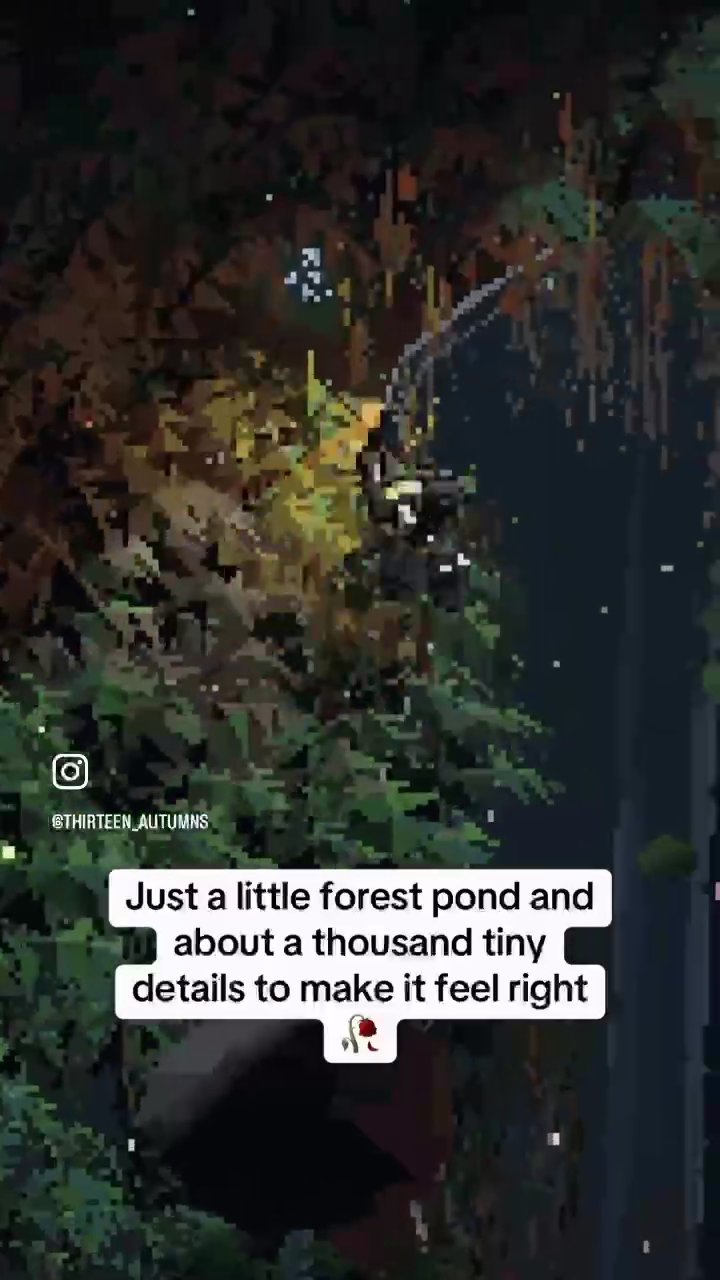 @THIRTEEN_AUTUMNS
Just a little forest pond and
about a thousand tiny
details to make it feel right
🥀